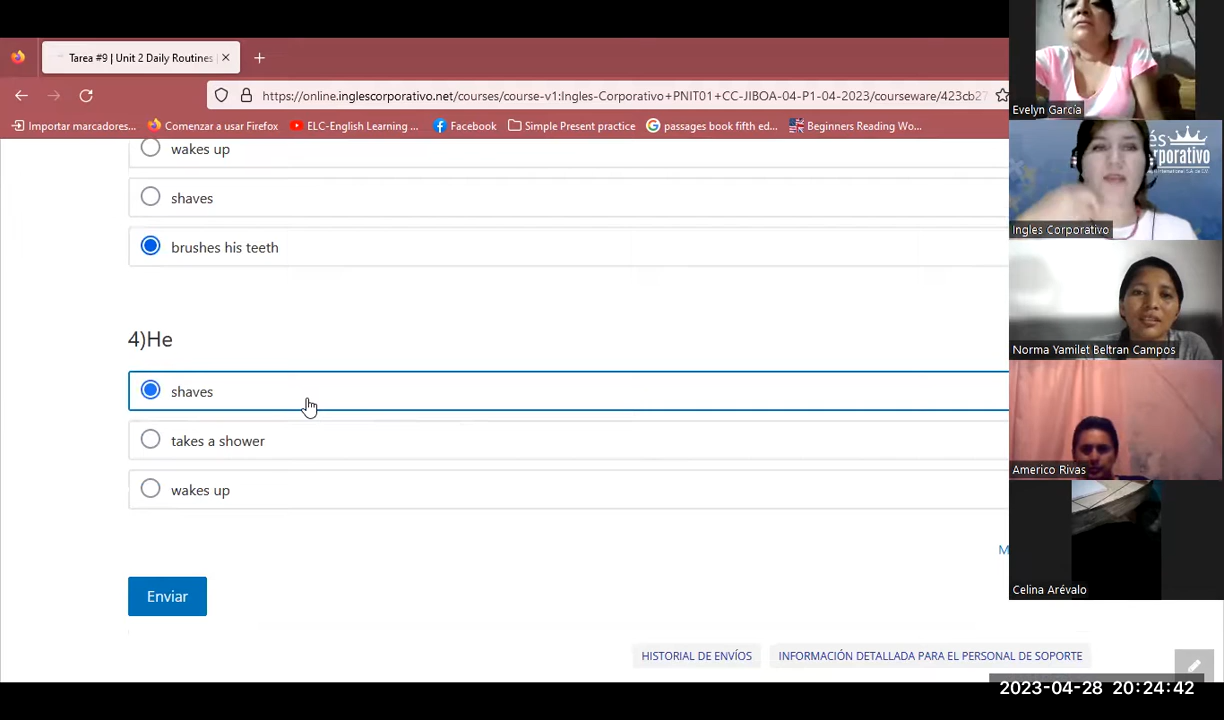 Tarea #9 | Unit 2 Daily Routines |
https://online.inglescorporativo.net/courses/course-v1:Ingles-Corporativo+PNIT01+CC-JIBOA-04-P1-04-2023/courseware/423cb27
Importar marcadores... Comenzar a usar Firefox ELC-English Learning ... Facebook Simple Present practice passages book fifth ed... Beginners Reading Wo...
wakes up
shaves
brushes his teeth
4)He
shaves
takes a shower
wakes up
M
Enviar
HISTORIAL DE ENVÍOS INFORMACIÓN DETALLADA PARA EL PERSONAL DE SOPORTE
Evelyn García
Ingles Corporativo
Norma Yamilet Beltran Campos
Americo Rivas
Celina Arévalo
2023-04-28 20:24:42